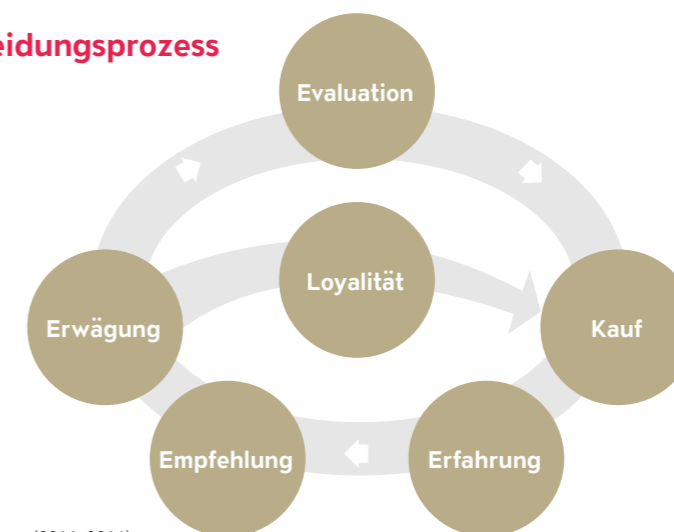 eidungsprozess
Evaluation
Loyalität
Erwägung
Kauf
Empfehlung
Erfahrung